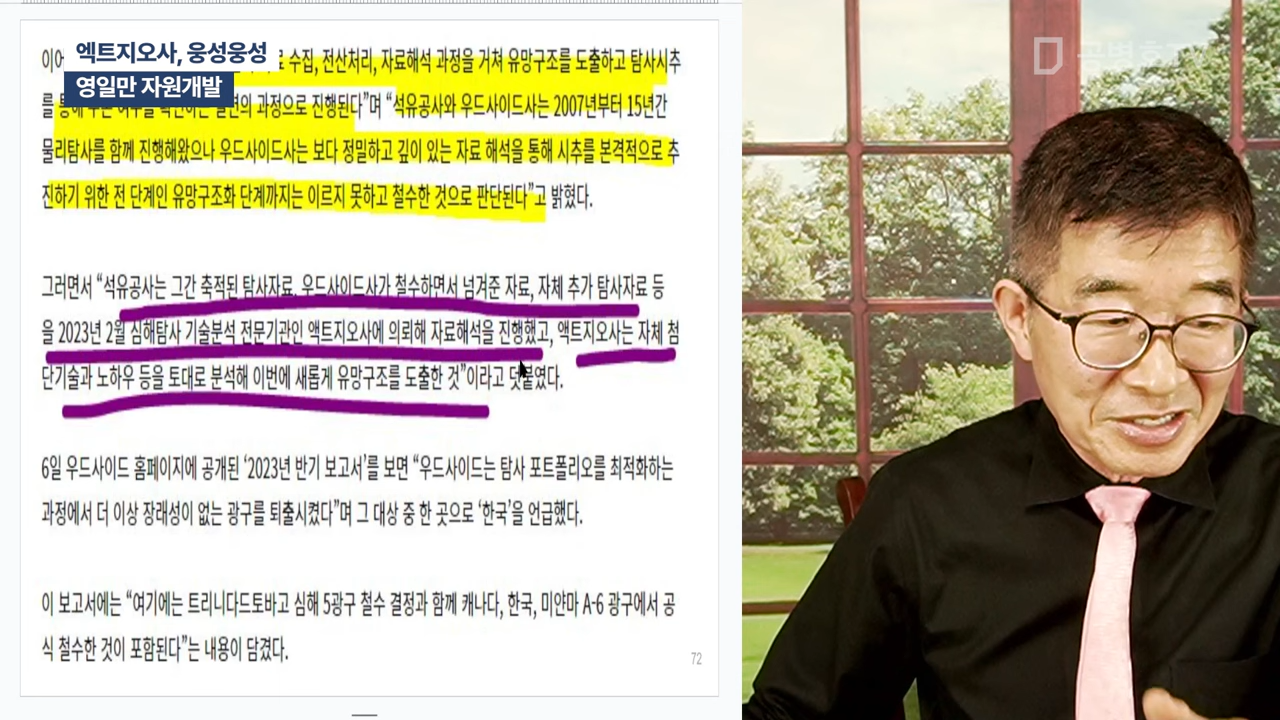 엑트지오사, 웅성웅성
영일만 자원개발
이어 수집, 전산처리, 자료해석 과정을 거쳐 유망구조를 도출하고 탐사시추
를 과정으로 진행된다”며 “석유공사와 우드사이드사는 2007년부터 15년간
물리탐사를 함께 진행해왔으나 우드사이드사는 보다 정밀하고 깊이 있는 자료 해석을 통해 시추를 본격적으로 추
진하기 위한 전 단계인 유망구조화 단계까지는 이르지 못하고 철수한 것으로 판단된다”고 밝혔다.
그러면서 “석유공사는 그간 축적된 탐사자료, 우드사이드사가 철수하면서 넘겨준 자료, 자체 추가 탐사자료 등
을 2023년 2월 심해탐사 기술분석 전문기관인 액트지오사에 의뢰해 자료해석을 진행했고, 액트지오사는 자체 첨
단기술과 노하우 등을 토대로 분석해 이번에 새롭게 유망구조를 도출한 것”이라고 덧붙였다.
6일 우드사이드 홈페이지에 공개된 ‘2023년 반기 보고서’를 보면 “우드사이드는 탐사 포트폴리오를 최적화하는
과정에서 더 이상 장래성이 없는 광구를 퇴출시켰다”며 그 대상 중 한 곳으로 ‘한국’을 언급했다.
이 보고서에는 “여기에는 트리니다드토바고 심해 5광구 철수 결정과 함께 캐나다, 한국, 미얀마 A-6 광구에서 공
식 철수한 것이 포함된다”는 내용이 담겼다.
72